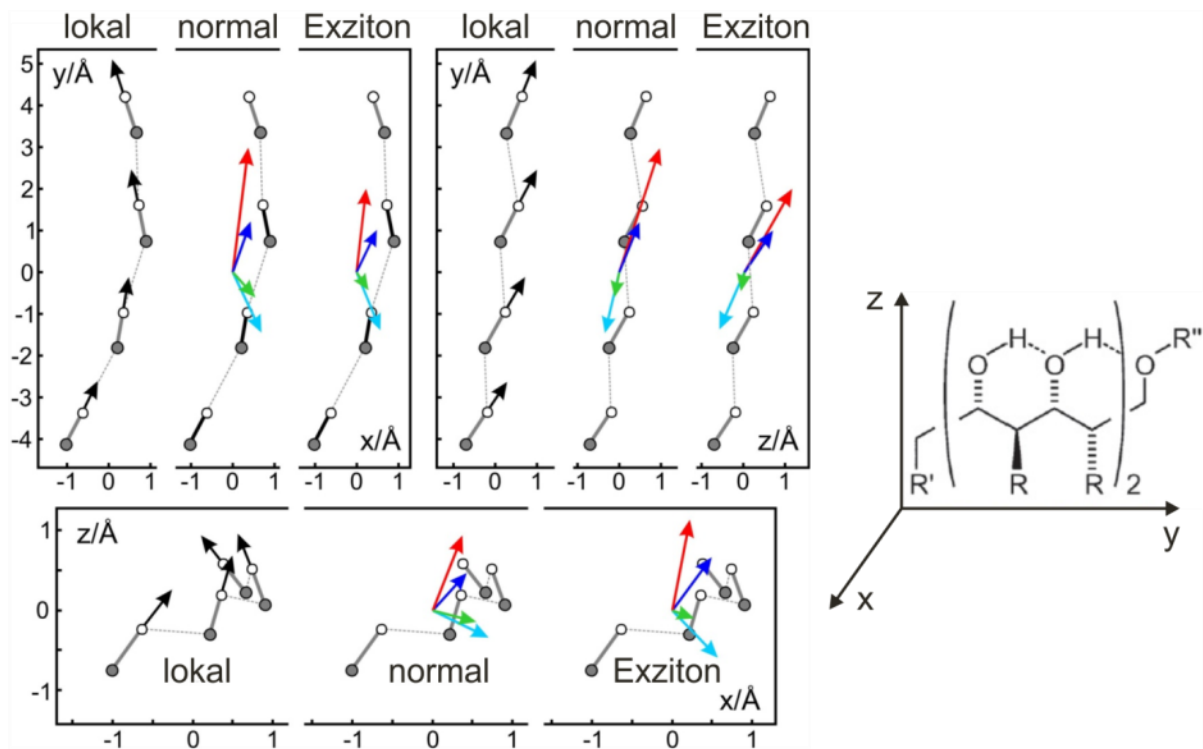 lokal normal Exziton lokal normal Exziton
y/Å y/Å
5
4
3
2
1
0
-1
-2
-3
-4
x/Å z/Å
-1 0 1 -1 0 1 -1 0 1 -1 0 1 -1 0 1 -1 0 1
z/Å
1
0
-1
lokal normal Exziton
x/Å
-1 0 1 -1 0 1 -1 0 1
z
H H R"
O O O
R' R R 2
y
x